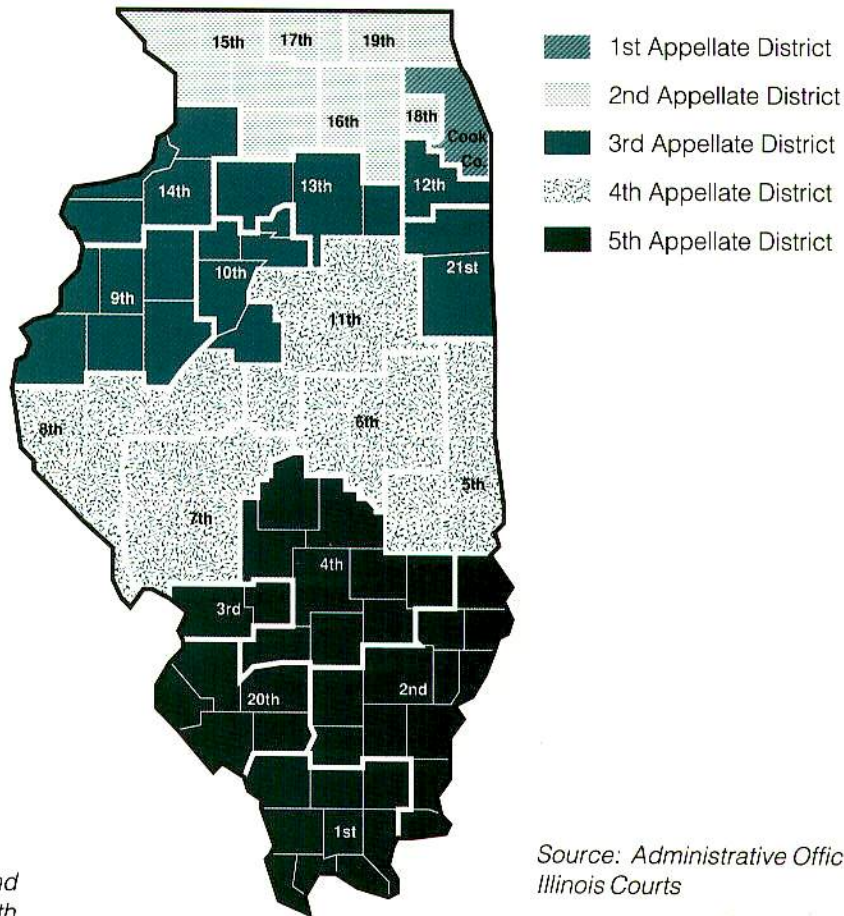 15th 17th 19th
16th 18th
Cook
Co.
14th 13th 12th
10th 21st
9th
11th
8th 6th
5th
7th
4th
3rd
20th 2nd
1st
1st Appellate District
2nd Appellate District
3rd Appellate District
4th Appellate District
5th Appellate District
Source: Administrative Offic
Illinois Courts